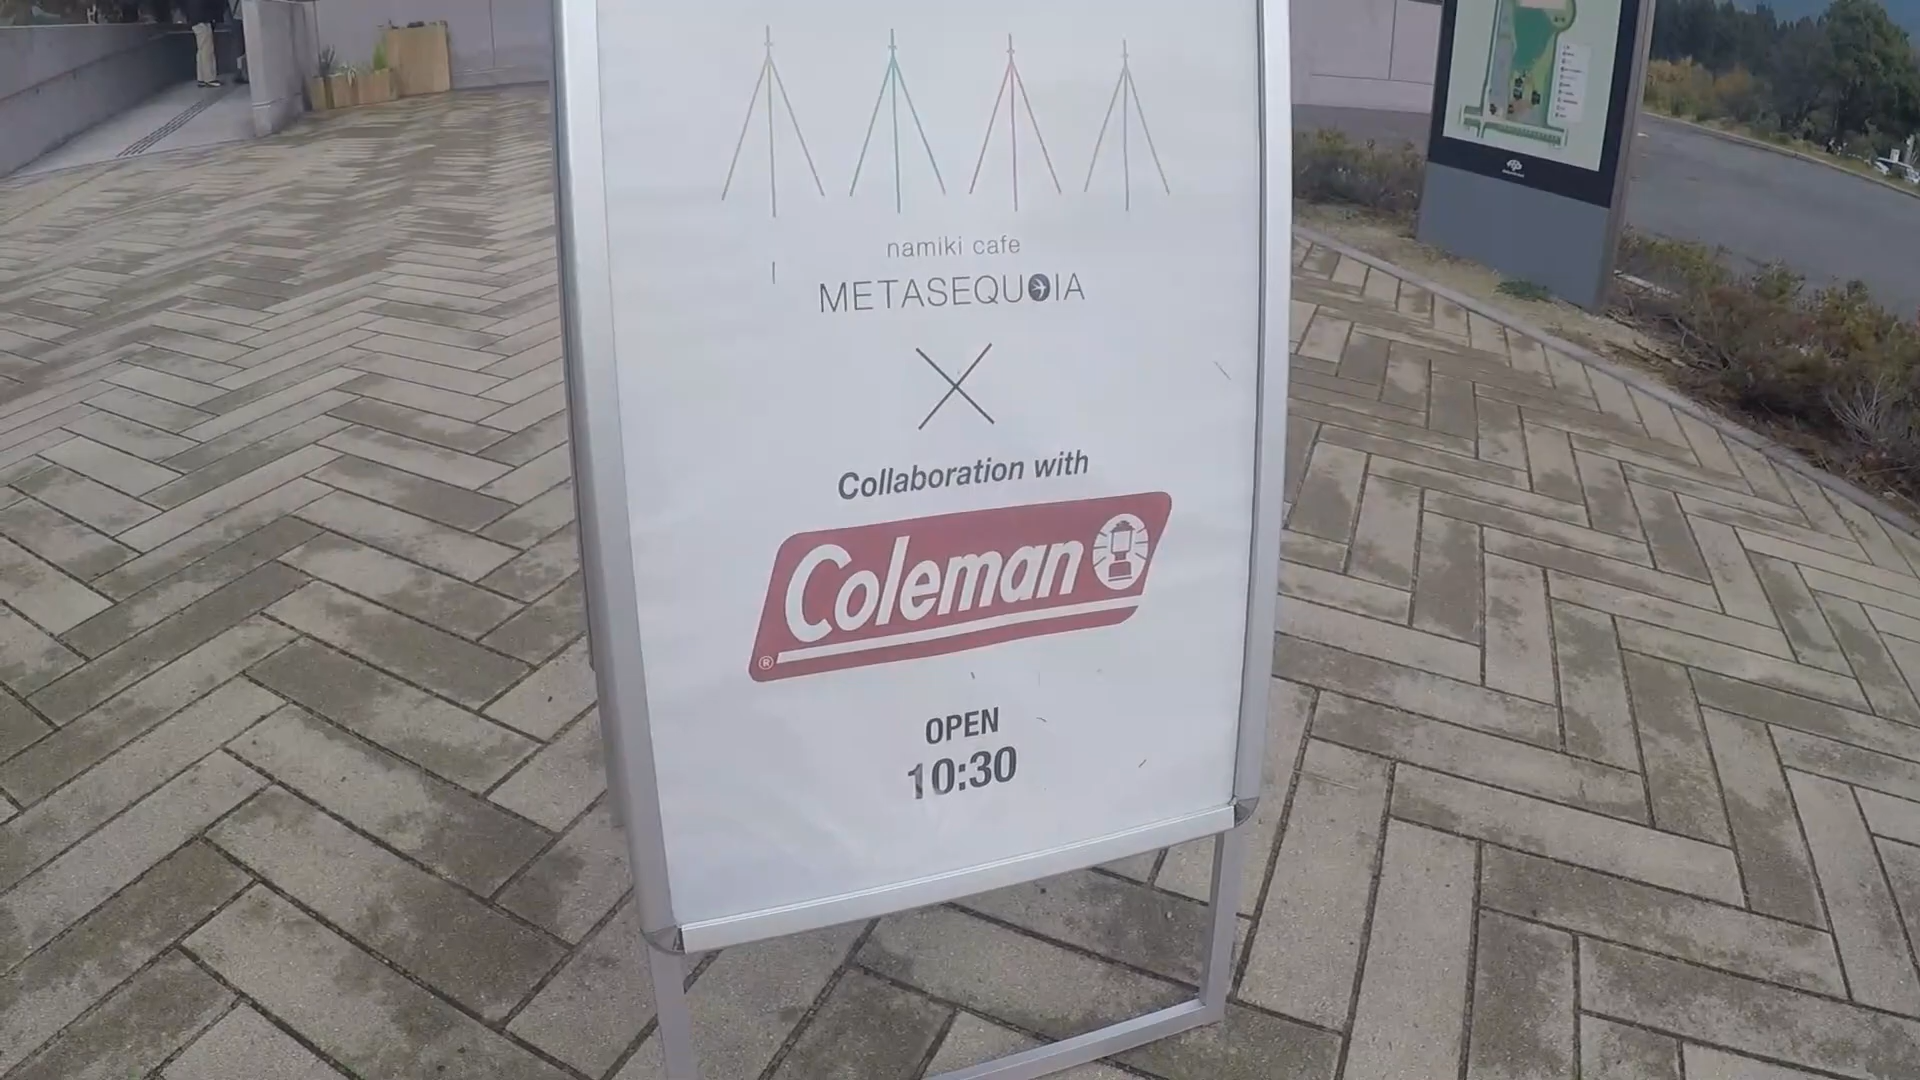 namiki cafe
METASEQUOIA
Collaboration with
Coleman
®
OPEN
10:30